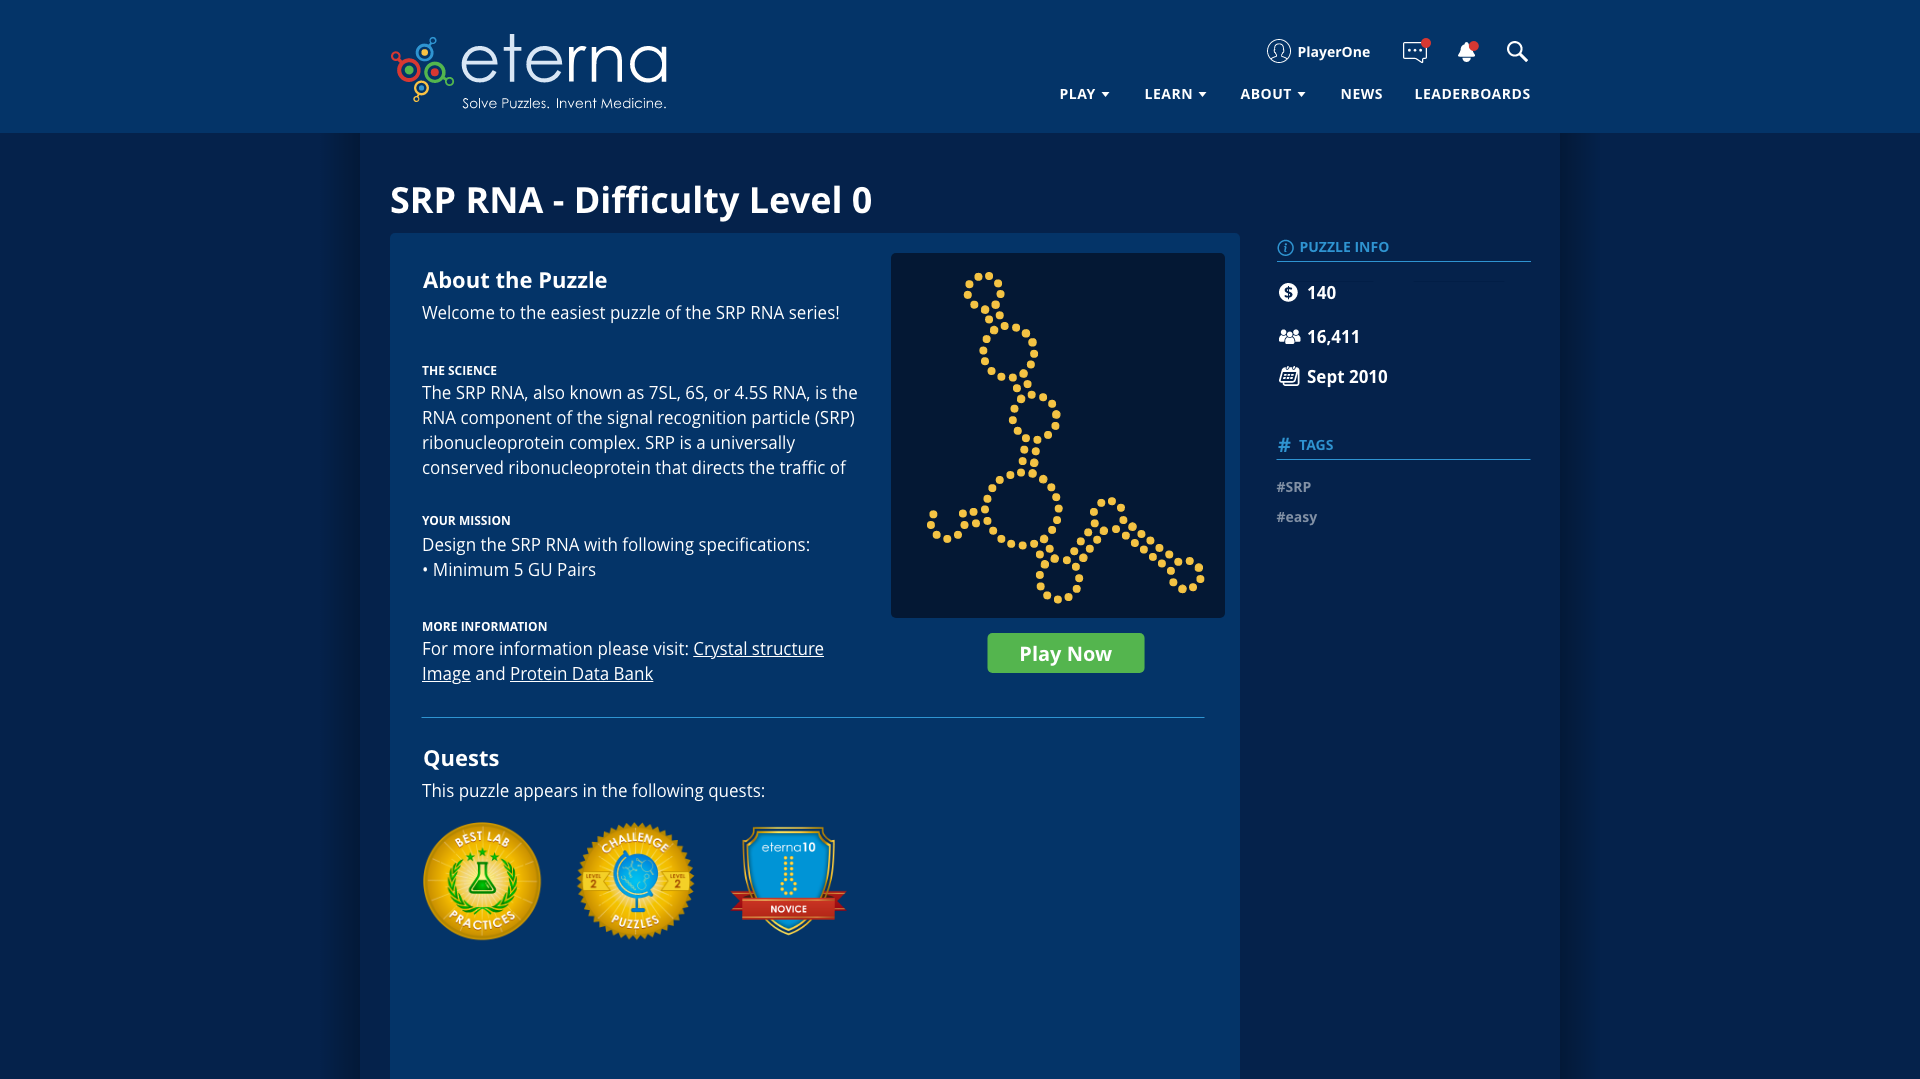 eterna
Solve Puzzles. Invent Medicine.
PlayerOne
PLAY LEARN ABOUT NEWS LEADERBOARDS
SRP RNA - Difficulty Level 0
About the Puzzle
Welcome to the easiest puzzle of the SRP RNA series!
THE SCIENCE
The SRP RNA, also known as 7SL, 6S, or 4.5S RNA, is the
RNA component of the signal recognition particle (SRP)
ribonucleoprotein complex. SRP is a universally
conserved ribonucleoprotein that directs the traffic of
YOUR MISSION
Design the SRP RNA with following specifications:
• Minimum 5 GU Pairs
MORE INFORMATION
For more information please visit: Crystal structure
Image and Protein Data Bank
Play Now
Quests
This puzzle appears in the following quests:
BEST LAB
PRACTICES
CHALLENGE
LEVEL 2 LEVEL 2
PUZZLES
eterna10
NOVICE
PUZZLE INFO
$ 140
16,411
Sept 2010
# TAGS
#SRP
#easy